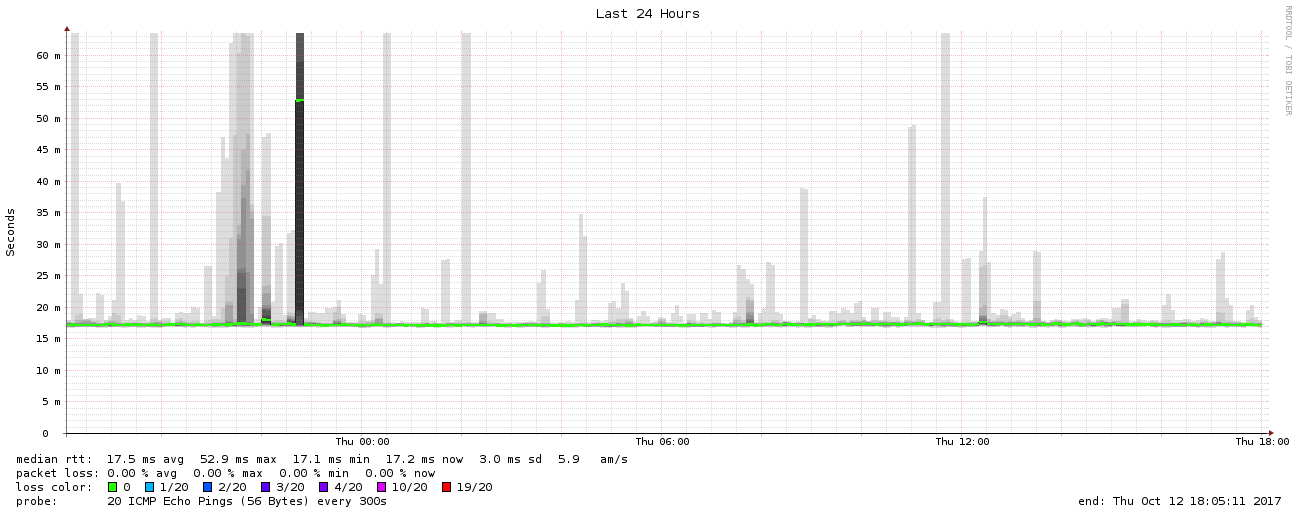 Last 24 Hours
RRDTOOL / TOBI OETIKER
Seconds
60 m
55 m
50 m
45 m
40 m
35 m
30 m
25 m
20 m
15 m
10 m
5 m
0
Thu 00:00 Thu 06:00 Thu 12:00 Thu 18:00
median rtt: 17.5 ms avg 52.9 ms max 17.1 ms min 17.2 ms now 3.0 ms sd 5.9 am/s
packet loss: 0.00 % avg 0.00 % max 0.00 % min 0.00 % now
loss color: 0 1/20 2/20 3/20 4/20 10/20 19/20
probe: 20 ICMP Echo Pings (56 Bytes) every 300s end: Thu Oct 12 18:05:11 2017